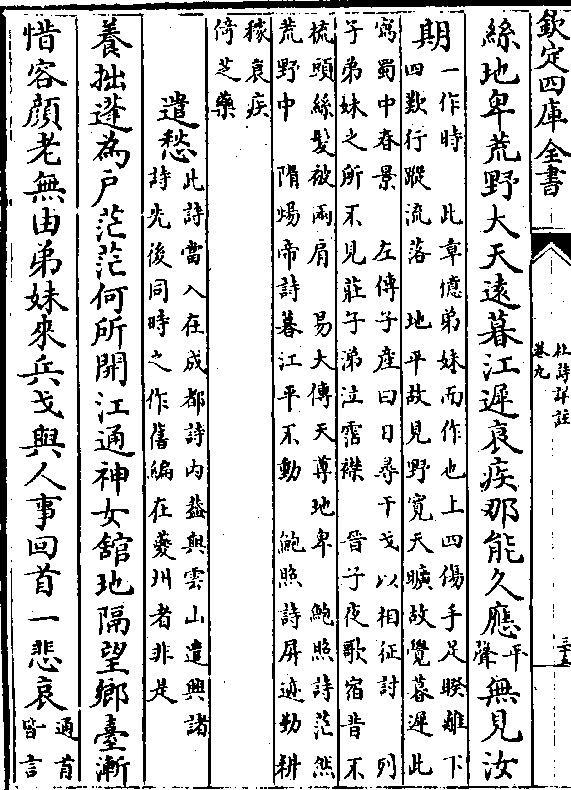 欽定四庫全書
杜詩詳註
卷九
三十五
絲地卑荒野大天逺暮江遲衰疾那能久應
平
聲
無見汝
期
一作時　此章憶弟妹而作也上四傷手足睽離下
四歎行蹤流落　地平故見野寛天曠故覺暮遲此
寫蜀中春景　左傳子産曰日尋干戈以相征討　列
子弟妹之所不見莊子涕泣霑襟　晉子夜歌宿昔不
梳頭絲髮被兩肩　易大傳天尊地卑　鮑照詩茫然
荒野中　隋煬帝詩暮江平不動　鮑照詩屏迹勤耕
稼衰疾
倚芝藥
遣愁
此詩當入在成都詩内葢與雲山遣興諸
詩先後同時之作舊編在夔州者非是
養拙蓬為戸茫茫何所開江通神女舘地隔望鄉臺漸
惜容顔老無由弟妹來兵戈與人事回首一悲哀
通首
皆言